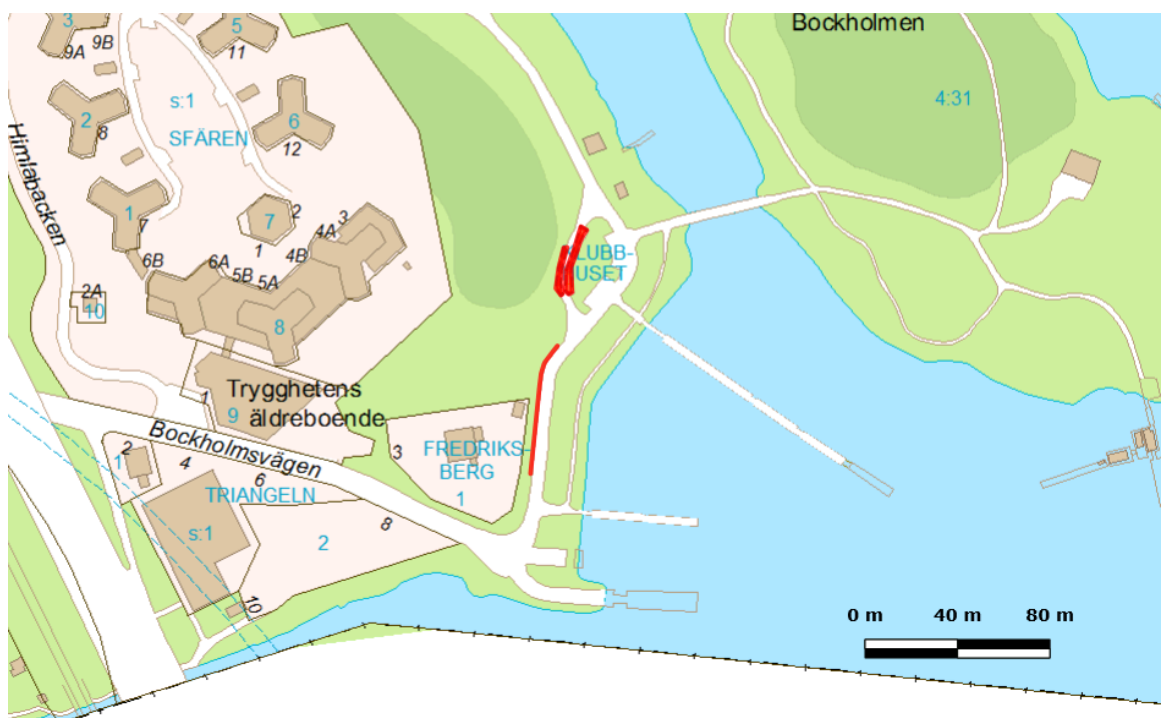 Bockholmen
3
9A
9B
5
11
4:31
s:1
2
8
SFÄREN
6
12
Himlabacken
1
7
7
2
1
3
4A
4B
6B
6A
5B
5A
KLUBB-
HUSET
2A
10
8
Trygghetens
äldreboende
1
9
Bockholmsvägen
3
FREDRIKS-
BERG
1
2
1
4
6
TRIANGELN
s:1
8
2
10
0 m 40 m 80 m